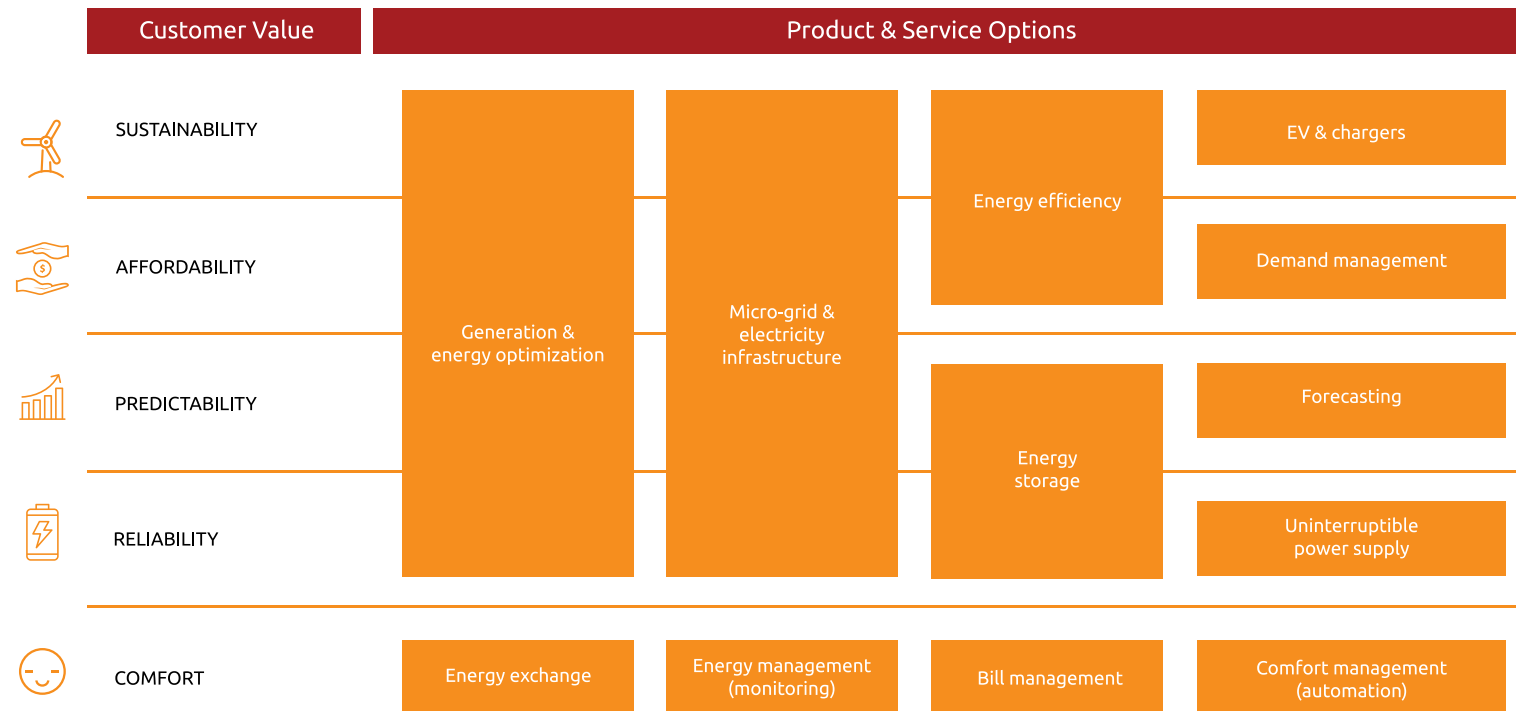 Customer Value
Product & Service Options
SUSTAINABILITY
EV & chargers
Energy efficiency
AFFORDABILITY
Demand management
Generation &
energy optimization
Micro-grid &
electricity
infrastructure
PREDICTABILITY
Forecasting
Energy
storage
RELIABILITY
Uninterruptible
power supply
COMFORT
Energy exchange
Energy management
(monitoring)
Bill management
Comfort management
(automation)
$